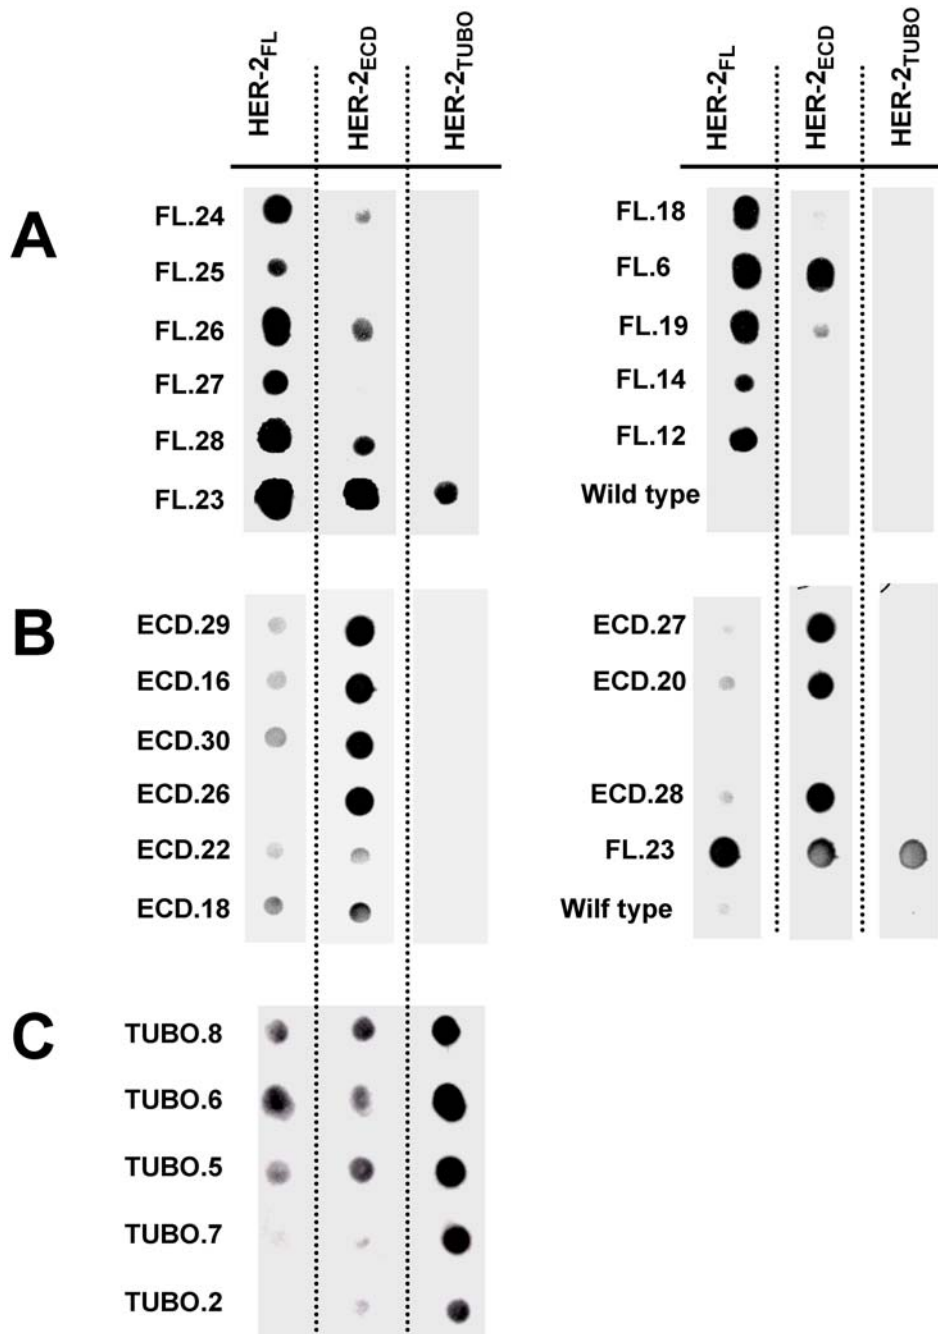 HER-2FL
HER-2ECD
HER-2TUBO
HER-2FL
HER-2ECD
HER-2TUBO
A
FL.24
FL.25
FL.26
FL.27
FL.28
FL.23
FL.18
FL.6
FL.19
FL.14
FL.12
Wild type
B
ECD.29
ECD.16
ECD.30
ECD.26
ECD.22
ECD.18
ECD.27
ECD.20
ECD.28
FL.23
Wilf type
C
TUBO.8
TUBO.6
TUBO.5
TUBO.7
TUBO.2